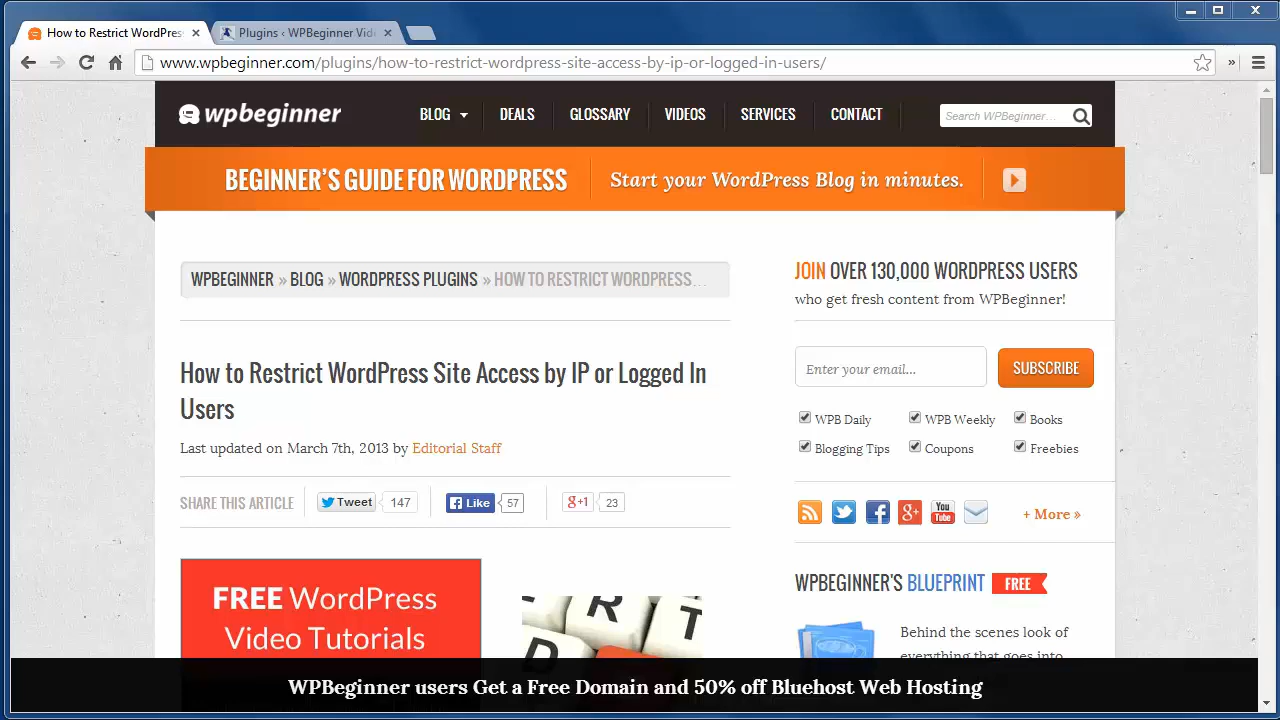 How to Restrict WordPres
Plugins ‹ WPBeginner Vid
www.wpbeginner.com/plugins/how-to-restrict-wordpress-site-access-by-ip-or-logged-in-users/
wpbeginner
BLOG
DEALS
GLOSSARY
VIDEOS
SERVICES
CONTACT
Search WPBeginner...
BEGINNER'S GUIDE FOR WORDPRESS
Start your WordPress Blog in minutes.
WPBEGINNER » BLOG » WORDPRESS PLUGINS » HOW TO RESTRICT WORDPRESS...
How to Restrict WordPress Site Access by IP or Logged In
Users
Last updated on March 7th, 2013 by Editorial Staff
SHARE THIS ARTICLE
Tweet
147
Like
57
g+1
23
FREE WordPress
Video Tutorials
R
T
D
JOIN OVER 130,000 WORDPRESS USERS
who get fresh content from WPBeginner!
Enter your email...
SUBSCRIBE
WPB Daily
WPB Weekly
Books
Blogging Tips
Coupons
Freebies
g+
You
Tube
+ More »
WPBEGINNER'S BLUEPRINT
FREE
Behind the scenes look of
everything that goes into
WPBeginner users Get a Free Domain and 50% off Bluehost Web Hosting